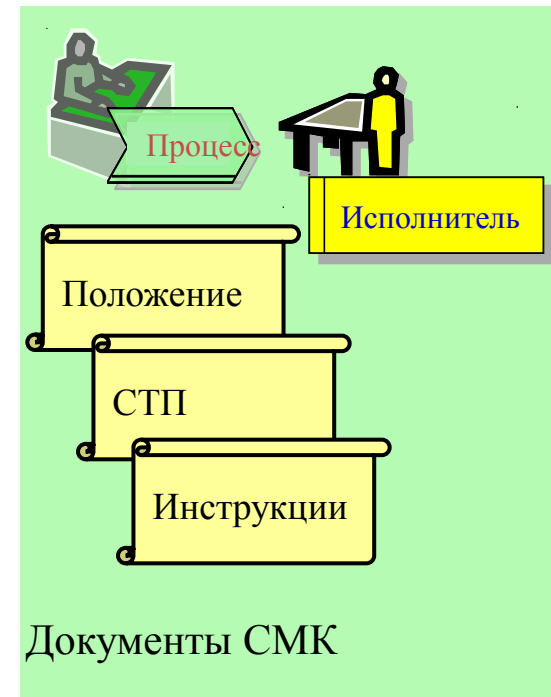 Процесс
Исполнитель
Положение
СТП
Инструкции
Документы СМК